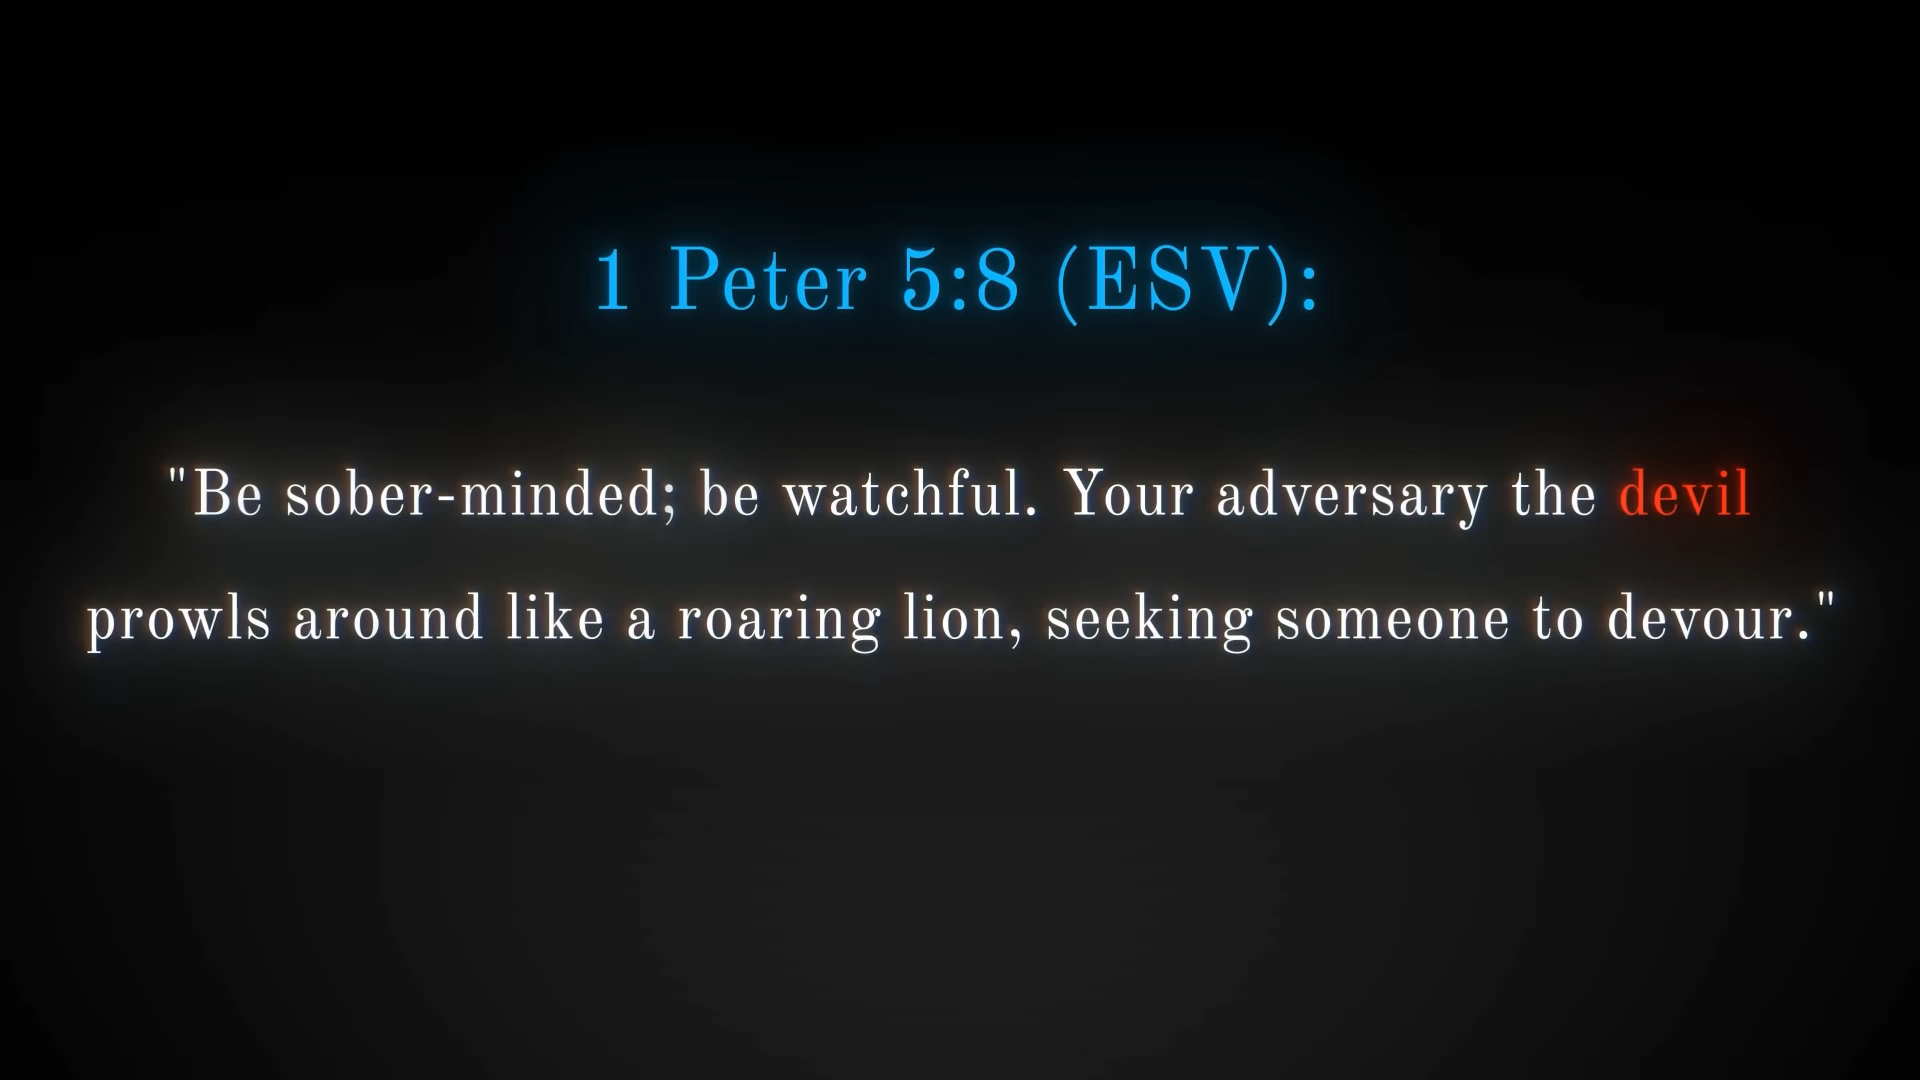 1 Peter 5:8 (ESV):
"Be sober-minded; be watchful. Your adversary the devil
prowls around like a roaring lion, seeking someone to devour."